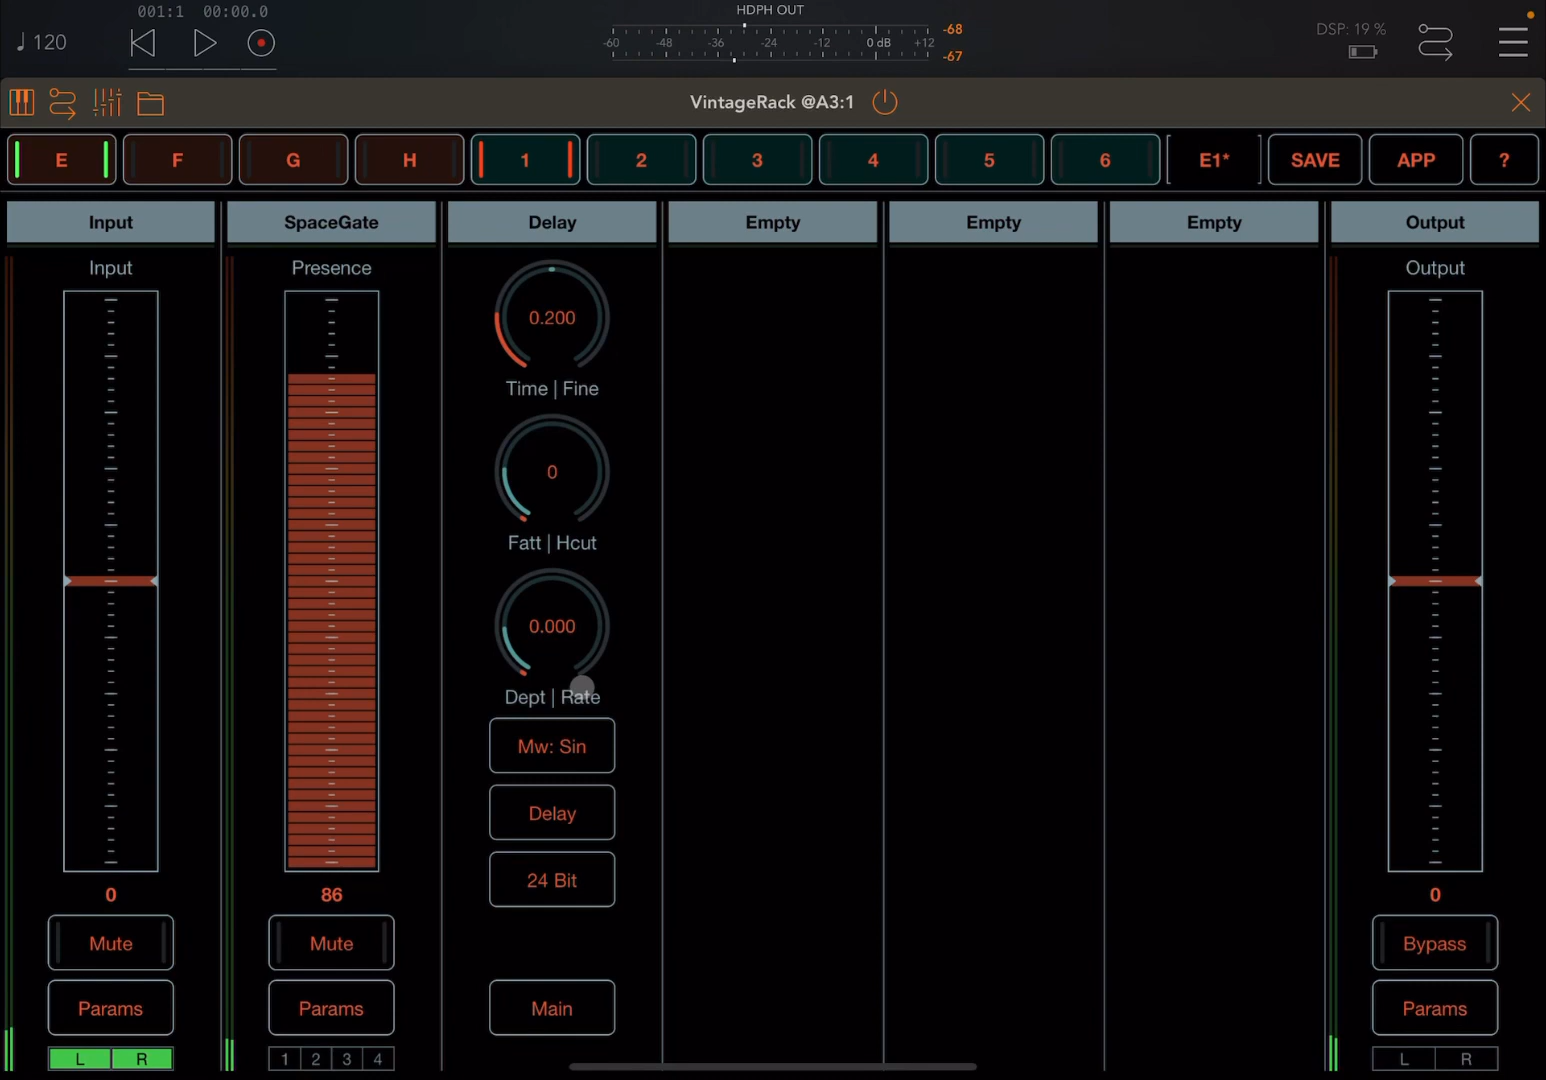 001:1 00:00.0
HDPH OUT
♩ 120
-60 -48 -36 -24 -12 0 dB +12
-68
-67
DSP: 19 %
VintageRack @A3:1
E F G H 1 2 3 4 5 6 E1* SAVE APP ?
Input SpaceGate Delay Empty Empty Empty Output
Input Presence Output
0.200
Time | Fine
0
Fatt | Hcut
0.000
Dept | Rate
Mw: Sin
Delay
24 Bit
0 86 0
Mute Mute Bypass
Params Params Main Params
L R 1 2 3 4 L R